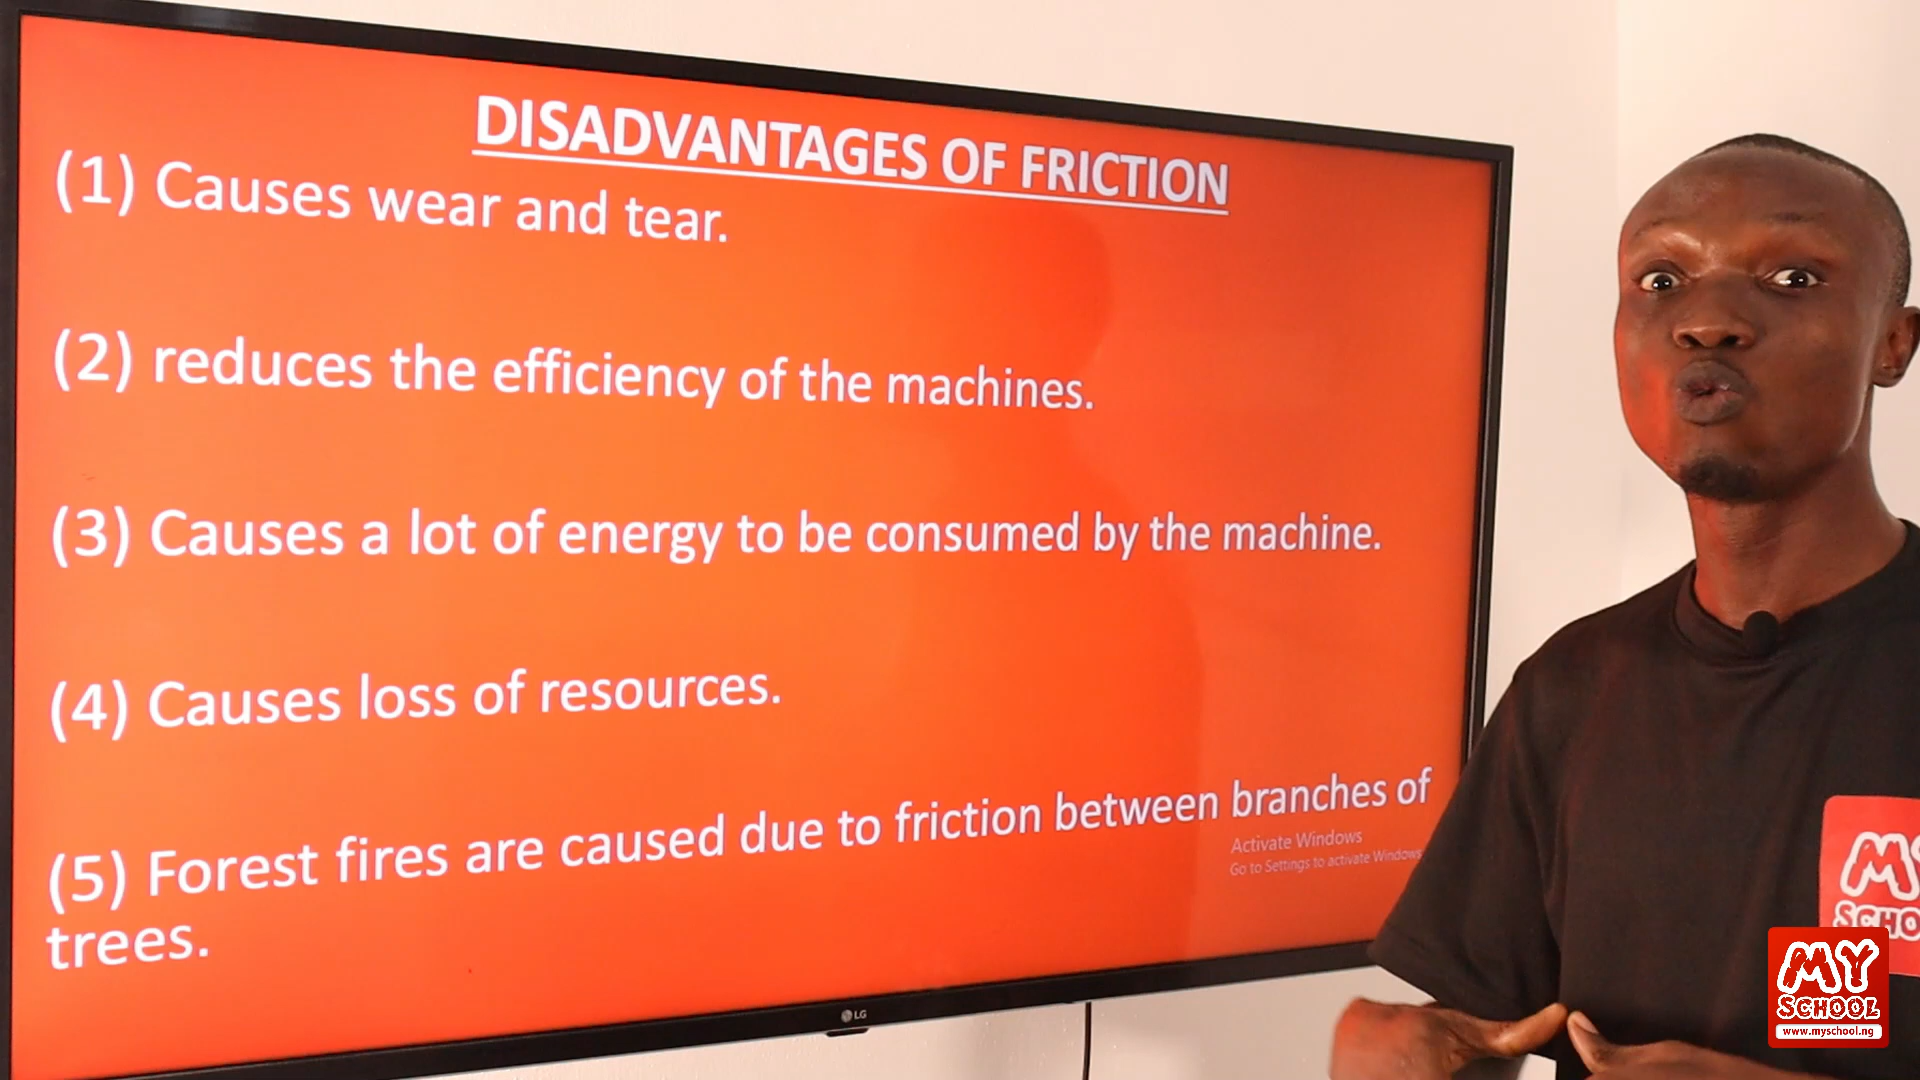 DISADVANTAGES OF FRICTION
(1) Causes wear and tear.
(2) reduces the efficiency of the machines.
(3) Causes a lot of energy to be consumed by the machine.
(4) Causes loss of resources.
(5) Forest fires are caused due to friction between branches of
trees.
Activate Windows
Go to Settings to activate Windows
LG
MY
SCHOOL
www.myschool.ng